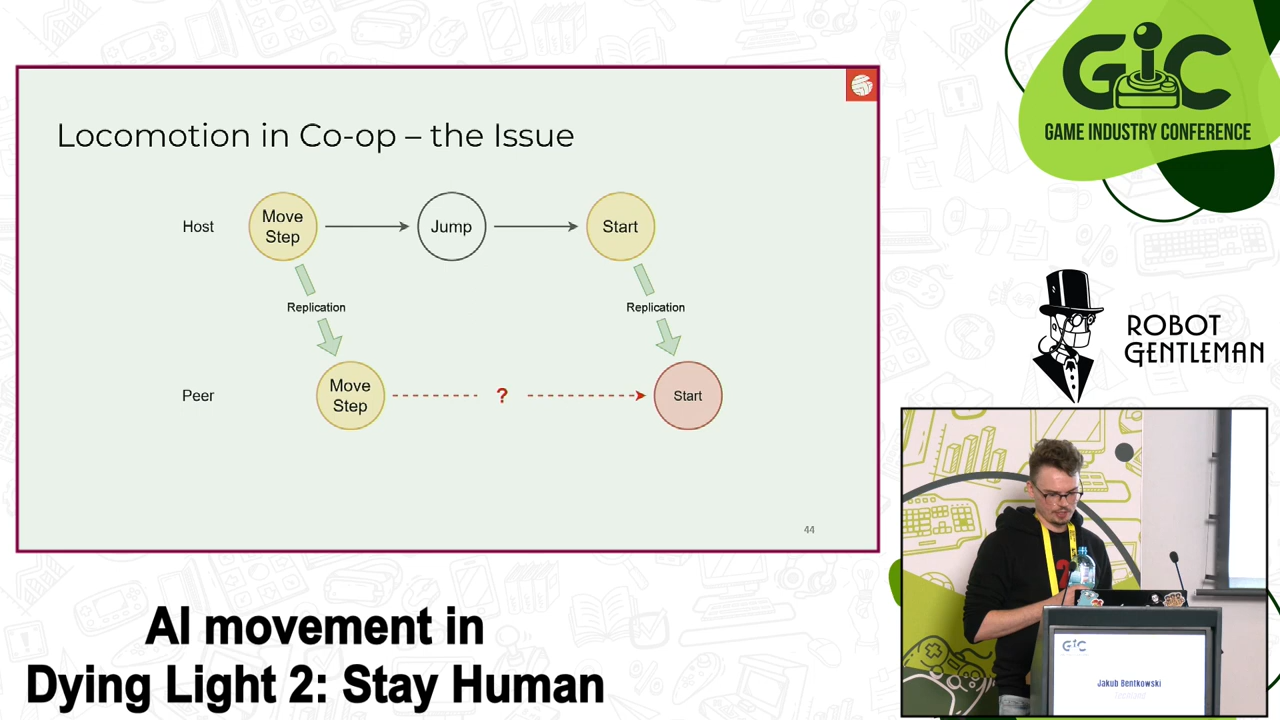 Locomotion in Co-op – the Issue
Host
Move
Step
Jump
Start
Replication
Replication
Peer
Move
Step
?
Start
44
GIC
GAME INDUSTRY CONFERENCE
ROBOT
GENTLEMAN
GIC
Jakub Bentkowski
AI movement in
Dying Light 2: Stay Human